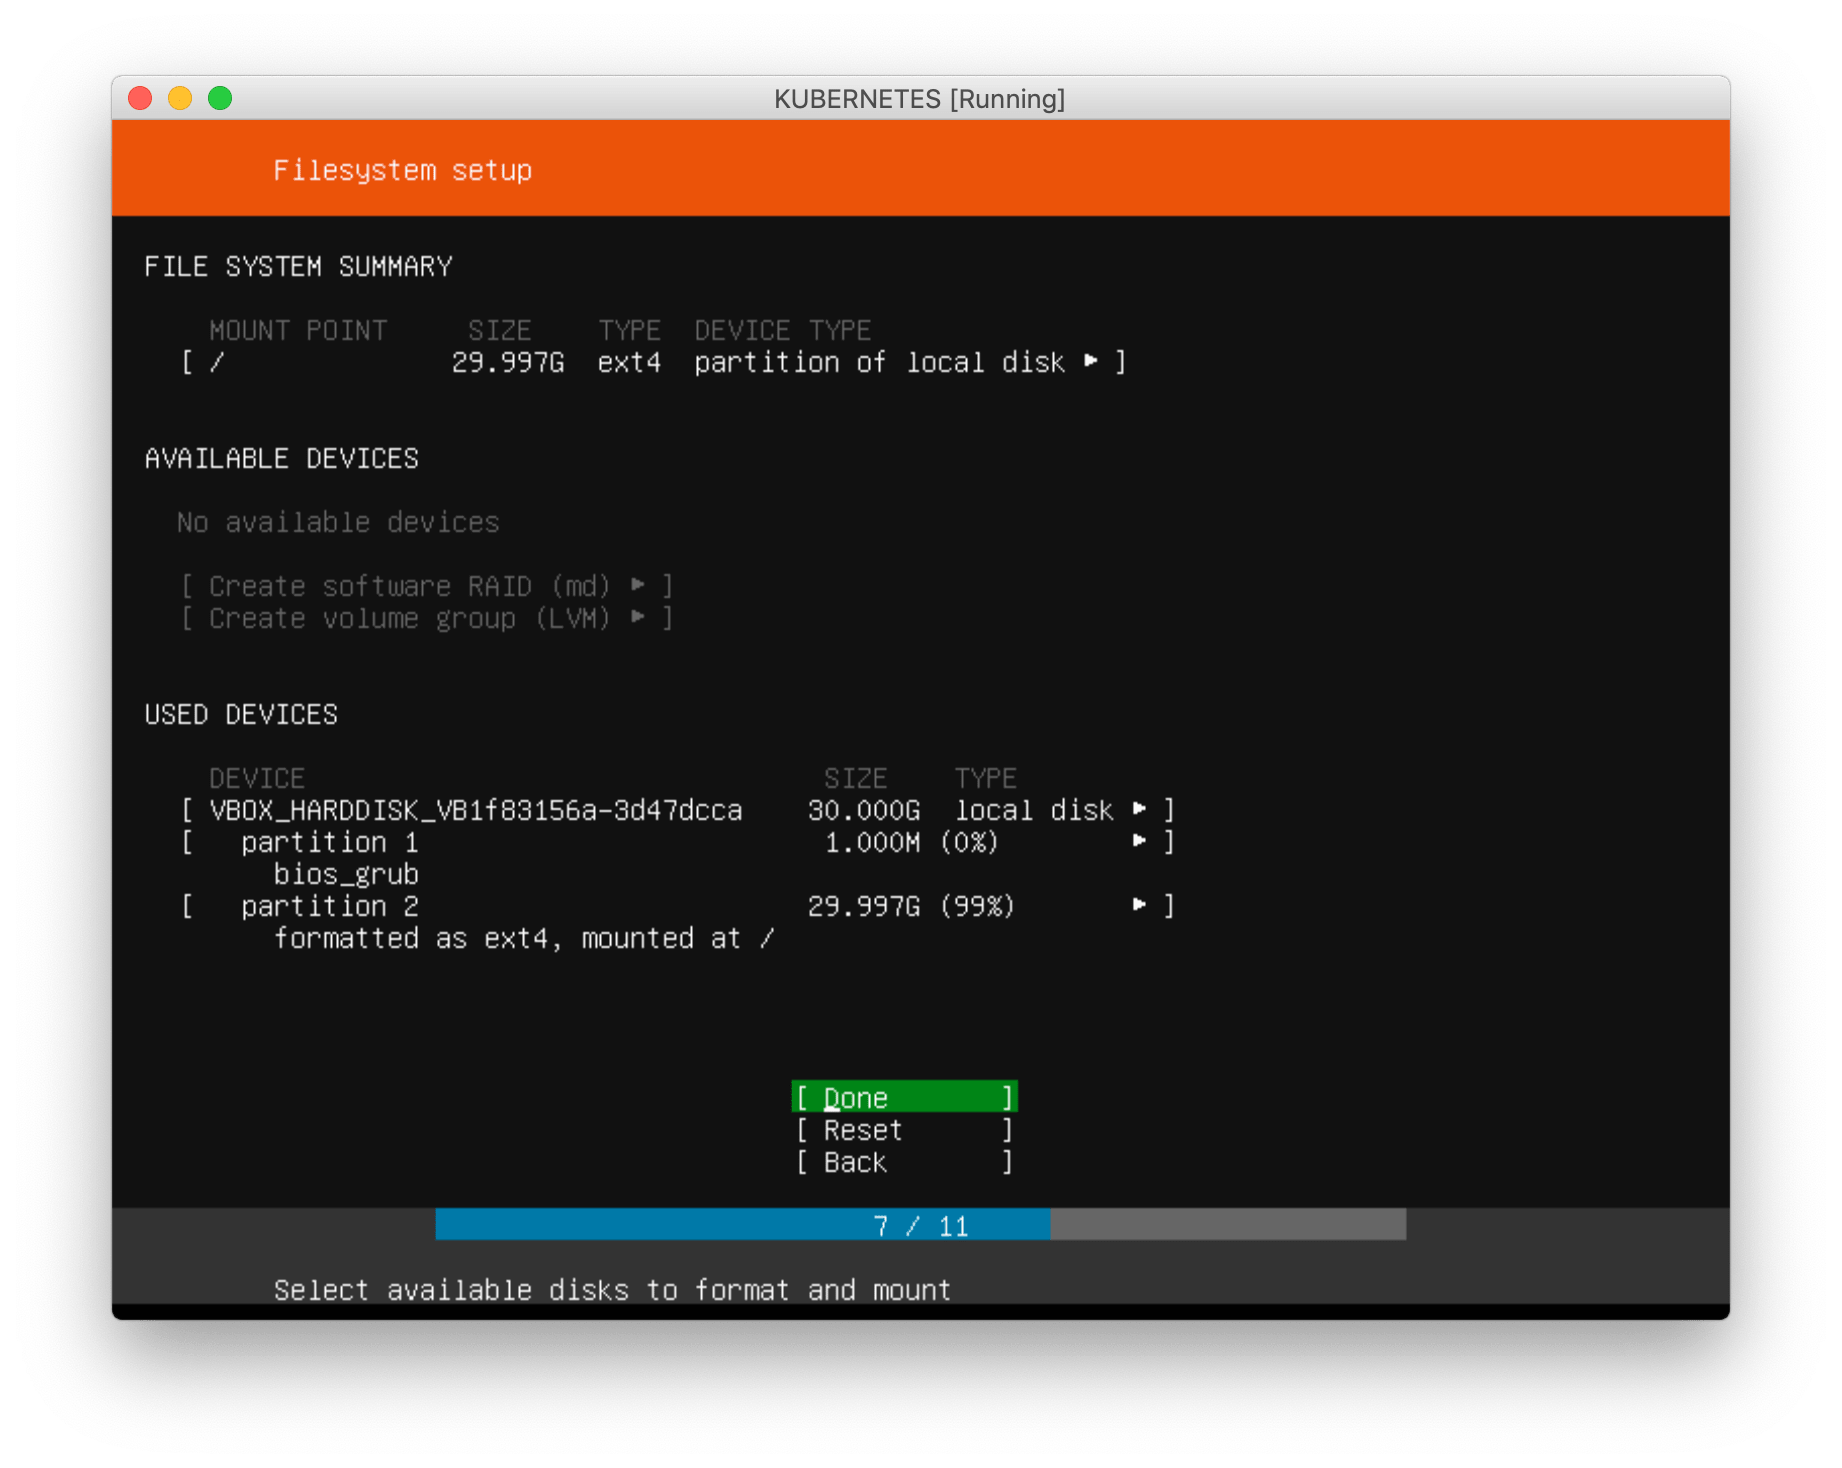 KUBERNETES [Running]
Filesystem setup
FILE SYSTEM SUMMARY
MOUNT POINT SIZE TYPE DEVICE TYPE
[ / 29.997G ext4 partition of local disk ▸ ]
AVAILABLE DEVICES
No available devices
[ Create software RAID (md) ▸ ]
[ Create volume group (LVM) ▸ ]
USED DEVICES
DEVICE SIZE TYPE
[ VBOX_HARDDISK_VB1f83156a-3d47dcca 30.000G local disk ▸ ]
[ partition 1 1.000M (0%) ▸ ]
bios_grub
[ partition 2 29.997G (99%) ▸ ]
formatted as ext4, mounted at /
[ Done ]
[ Reset ]
[ Back ]
7 / 11
Select available disks to format and mount